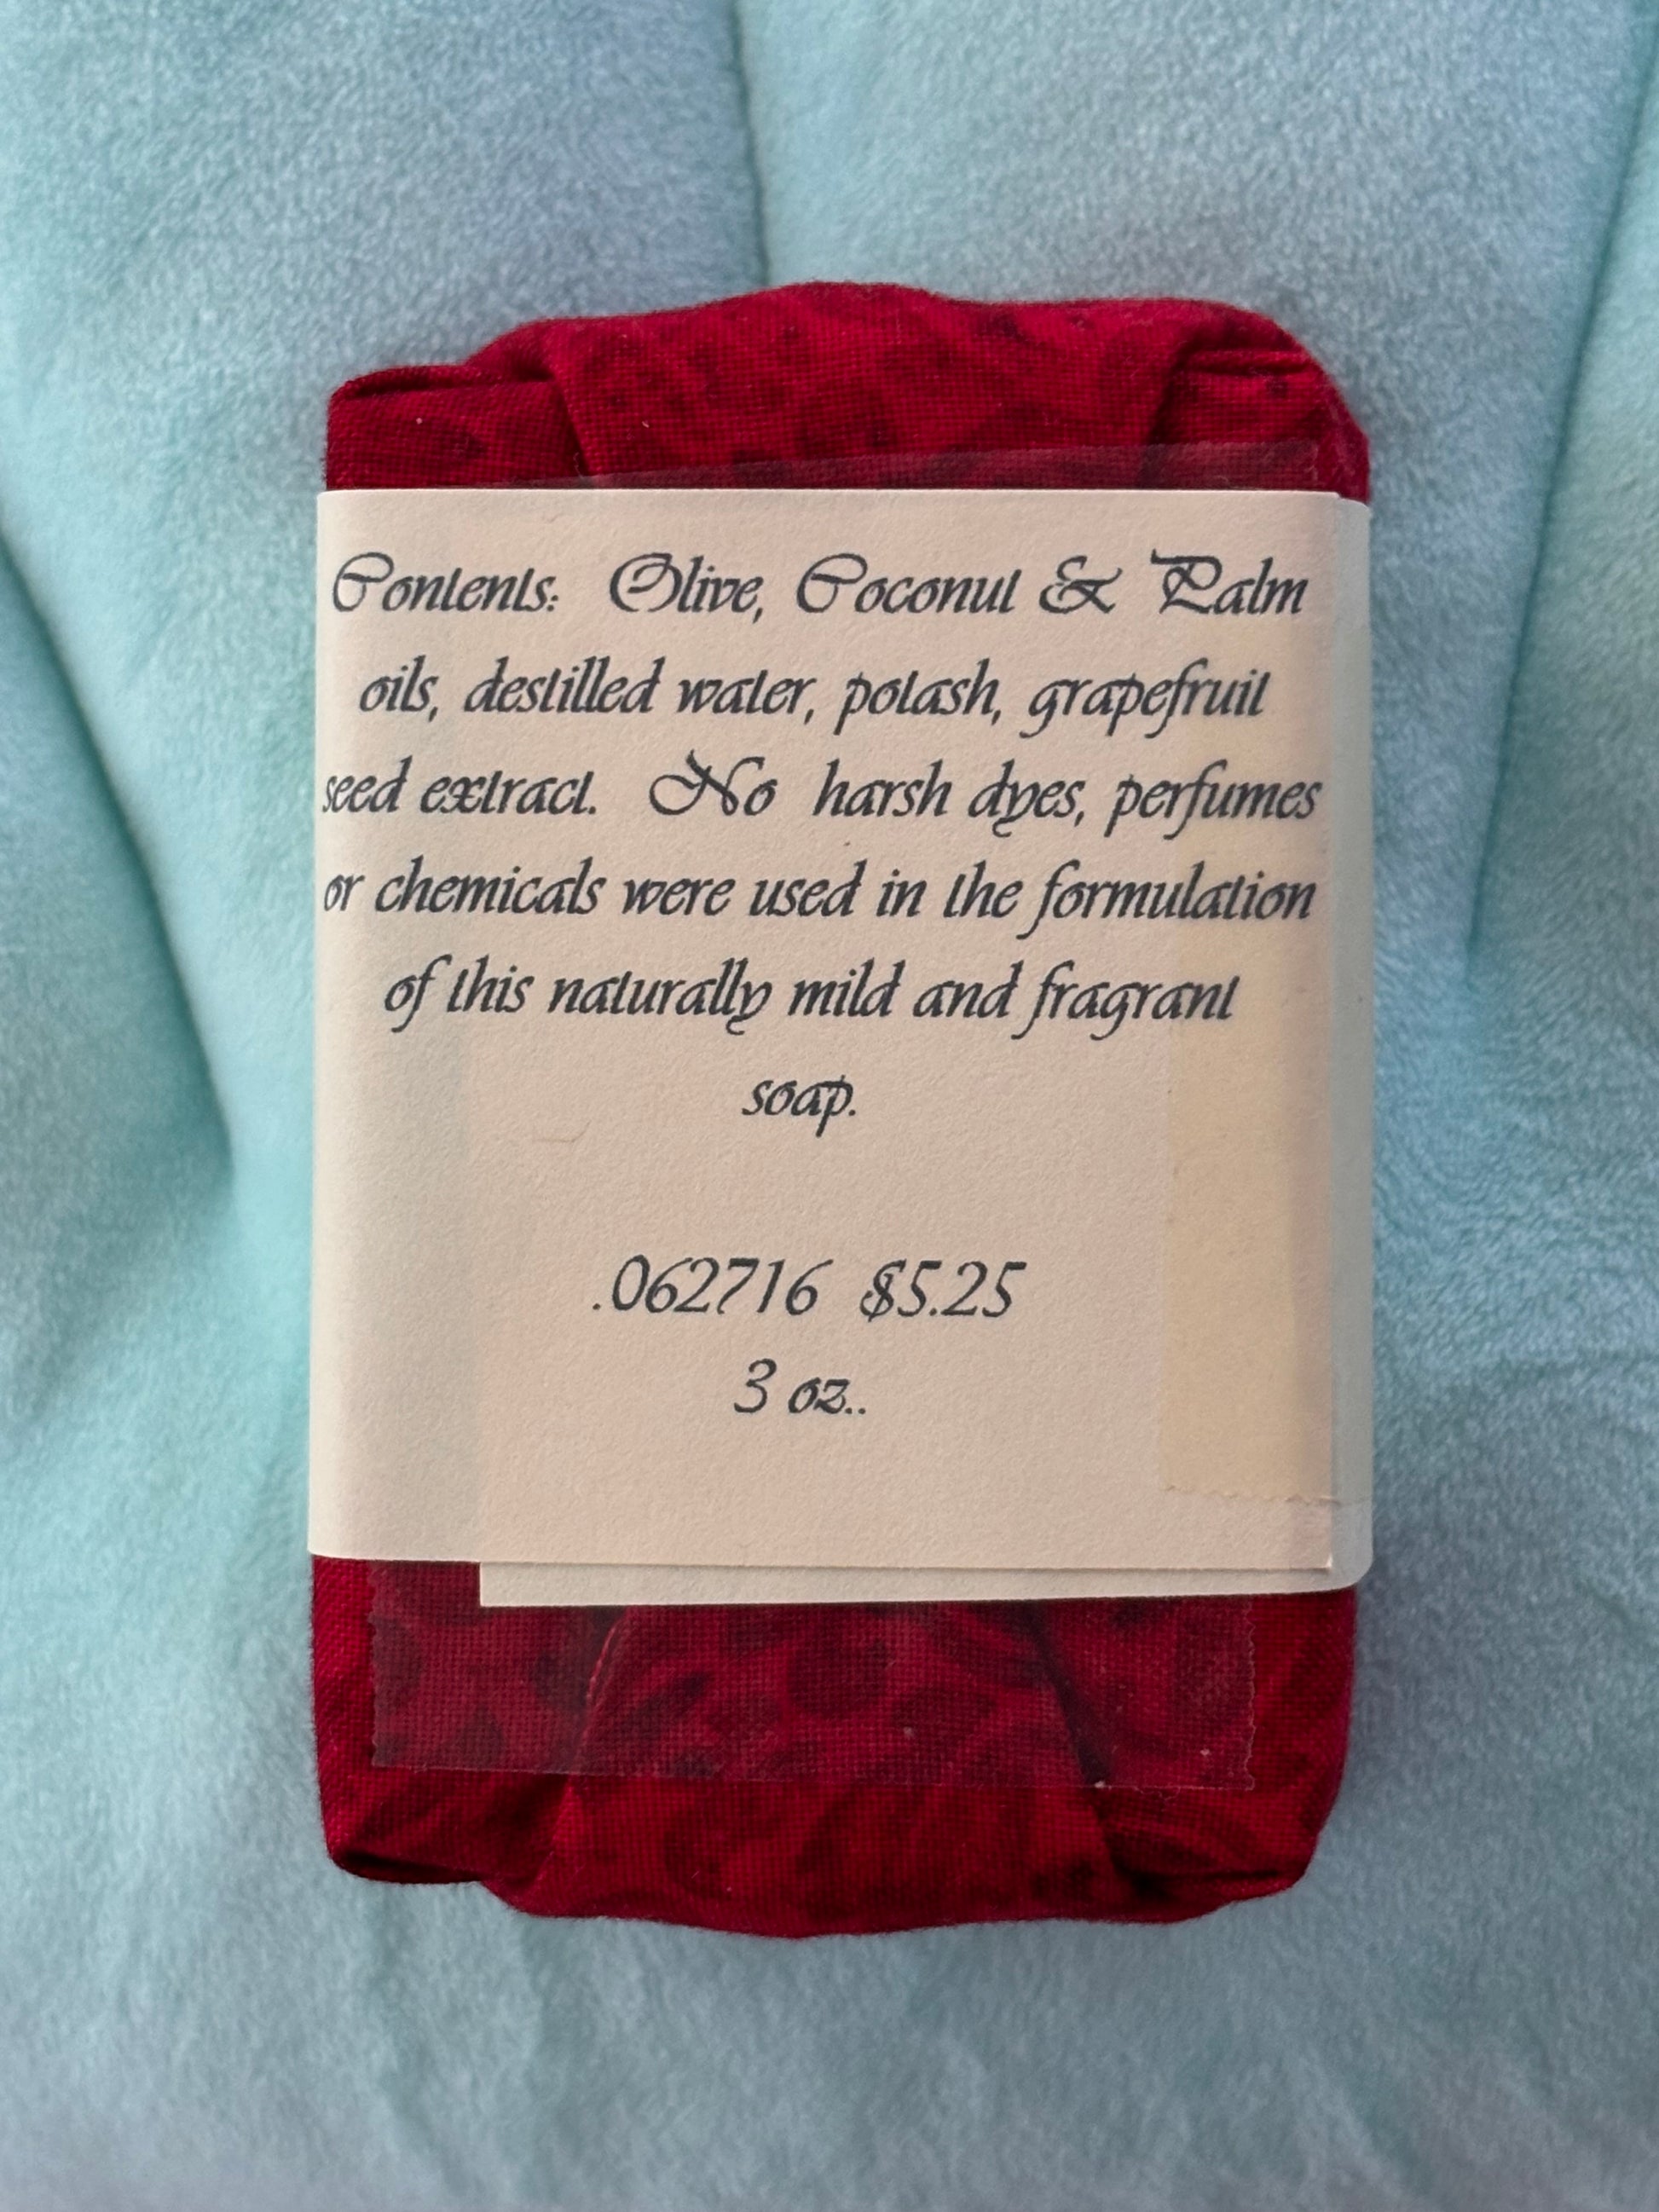 Contents: Olive, Coconut & Palm
oils, destilled water, potash, grapefruit
seed extract. No harsh dyes, perfumes
or chemicals were used in the formulation
of this naturally mild and fragrant
soap.
.062716 $5.25
3 oz..